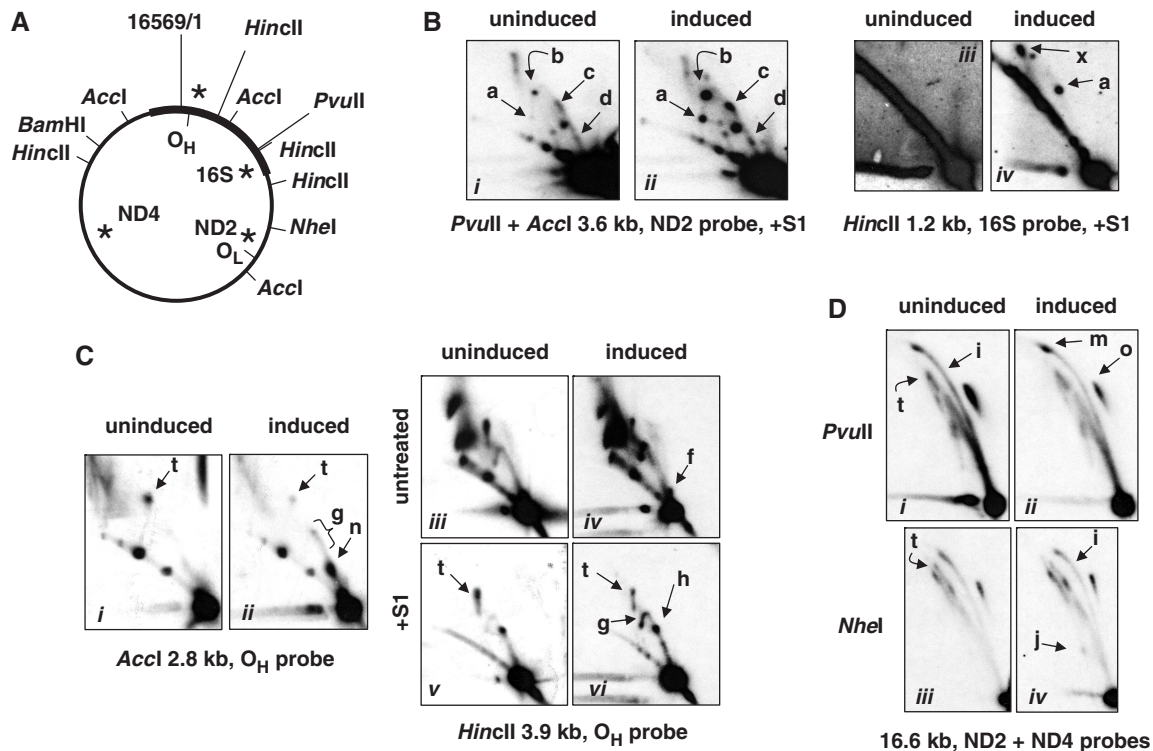 A
16569/1
HincII
AccI
AccI
PvuII
BamHI
OH
HincII
HincII
16S *
HincII
ND4
*
ND2 *
NheI
OL
AccI
*
B
uninduced
induced
b
c
a
d
i
b
c
a
d
ii
PvuII + AccI 3.6 kb, ND2 probe, +S1
uninduced
induced
iii
x
a
iv
HincII 1.2 kb, 16S probe, +S1
C
uninduced
induced
t
i
t
g
n
ii
AccI 2.8 kb, OH probe
uninduced
induced
untreated
iii
f
iv
+S1
t
v
t
h
g
vi
HincII 3.9 kb, OH probe
D
uninduced
induced
PvuII
i
t
i
m
o
ii
NheI
t
iii
i
j
iv
16.6 kb, ND2 + ND4 probes